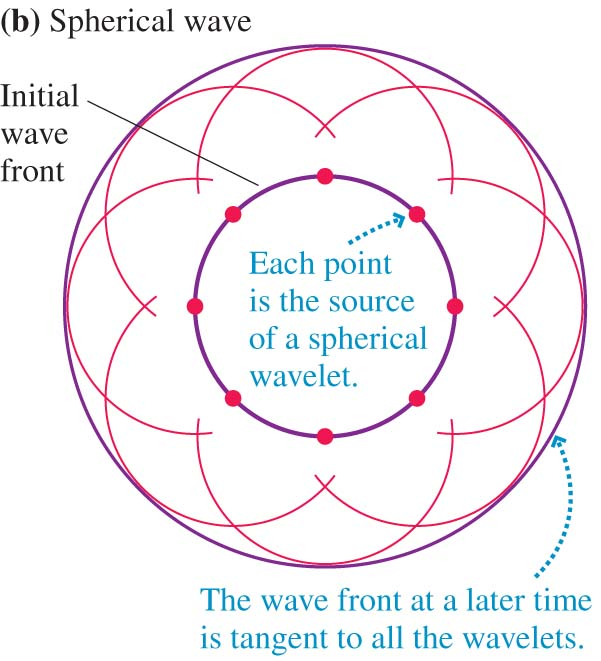 (b) Spherical wave
Initial
wave
front
Each point
is the source
of a spherical
wavelet.
The wave front at a later time
is tangent to all the wavelets.